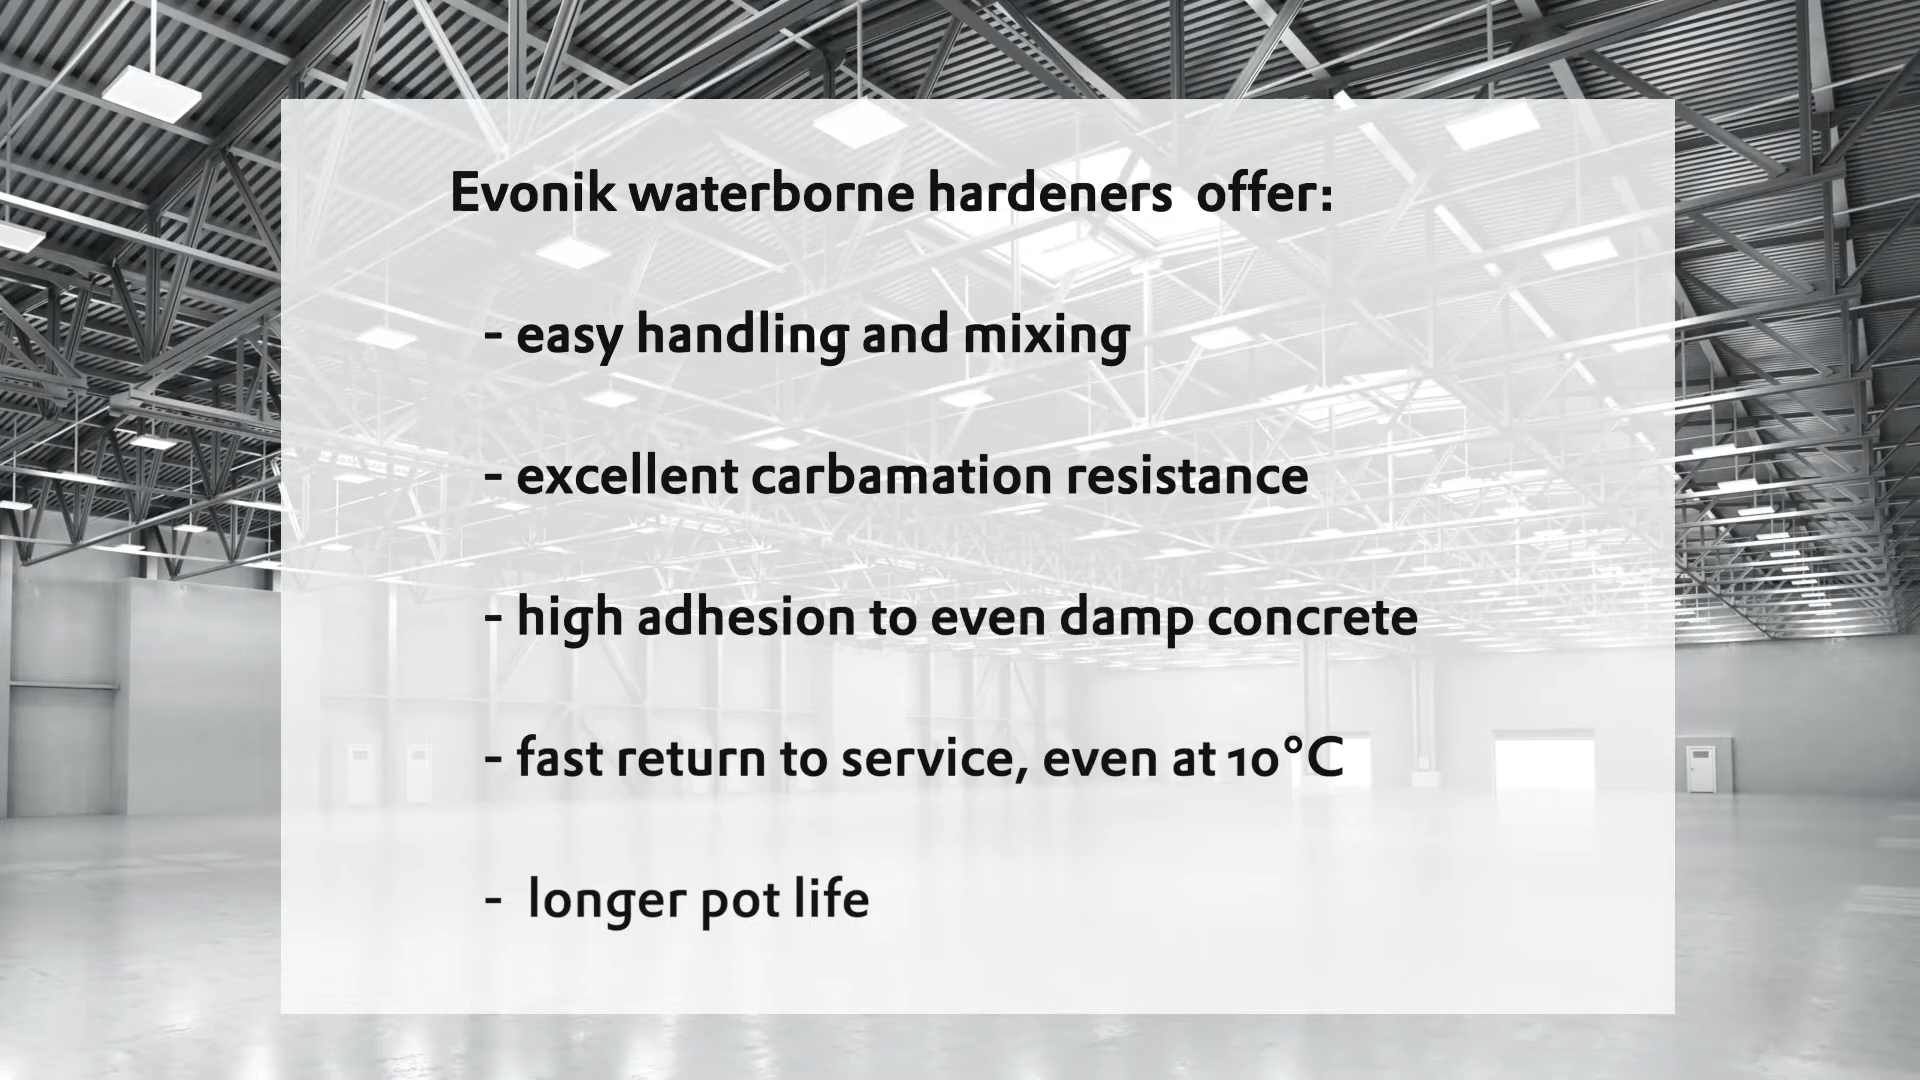 Evonik waterborne hardeners  offer:
- easy handling and mixing
- excellent carbamation resistance
- high adhesion to even damp concrete
- fast return to service, even at 10°C
-  longer pot life